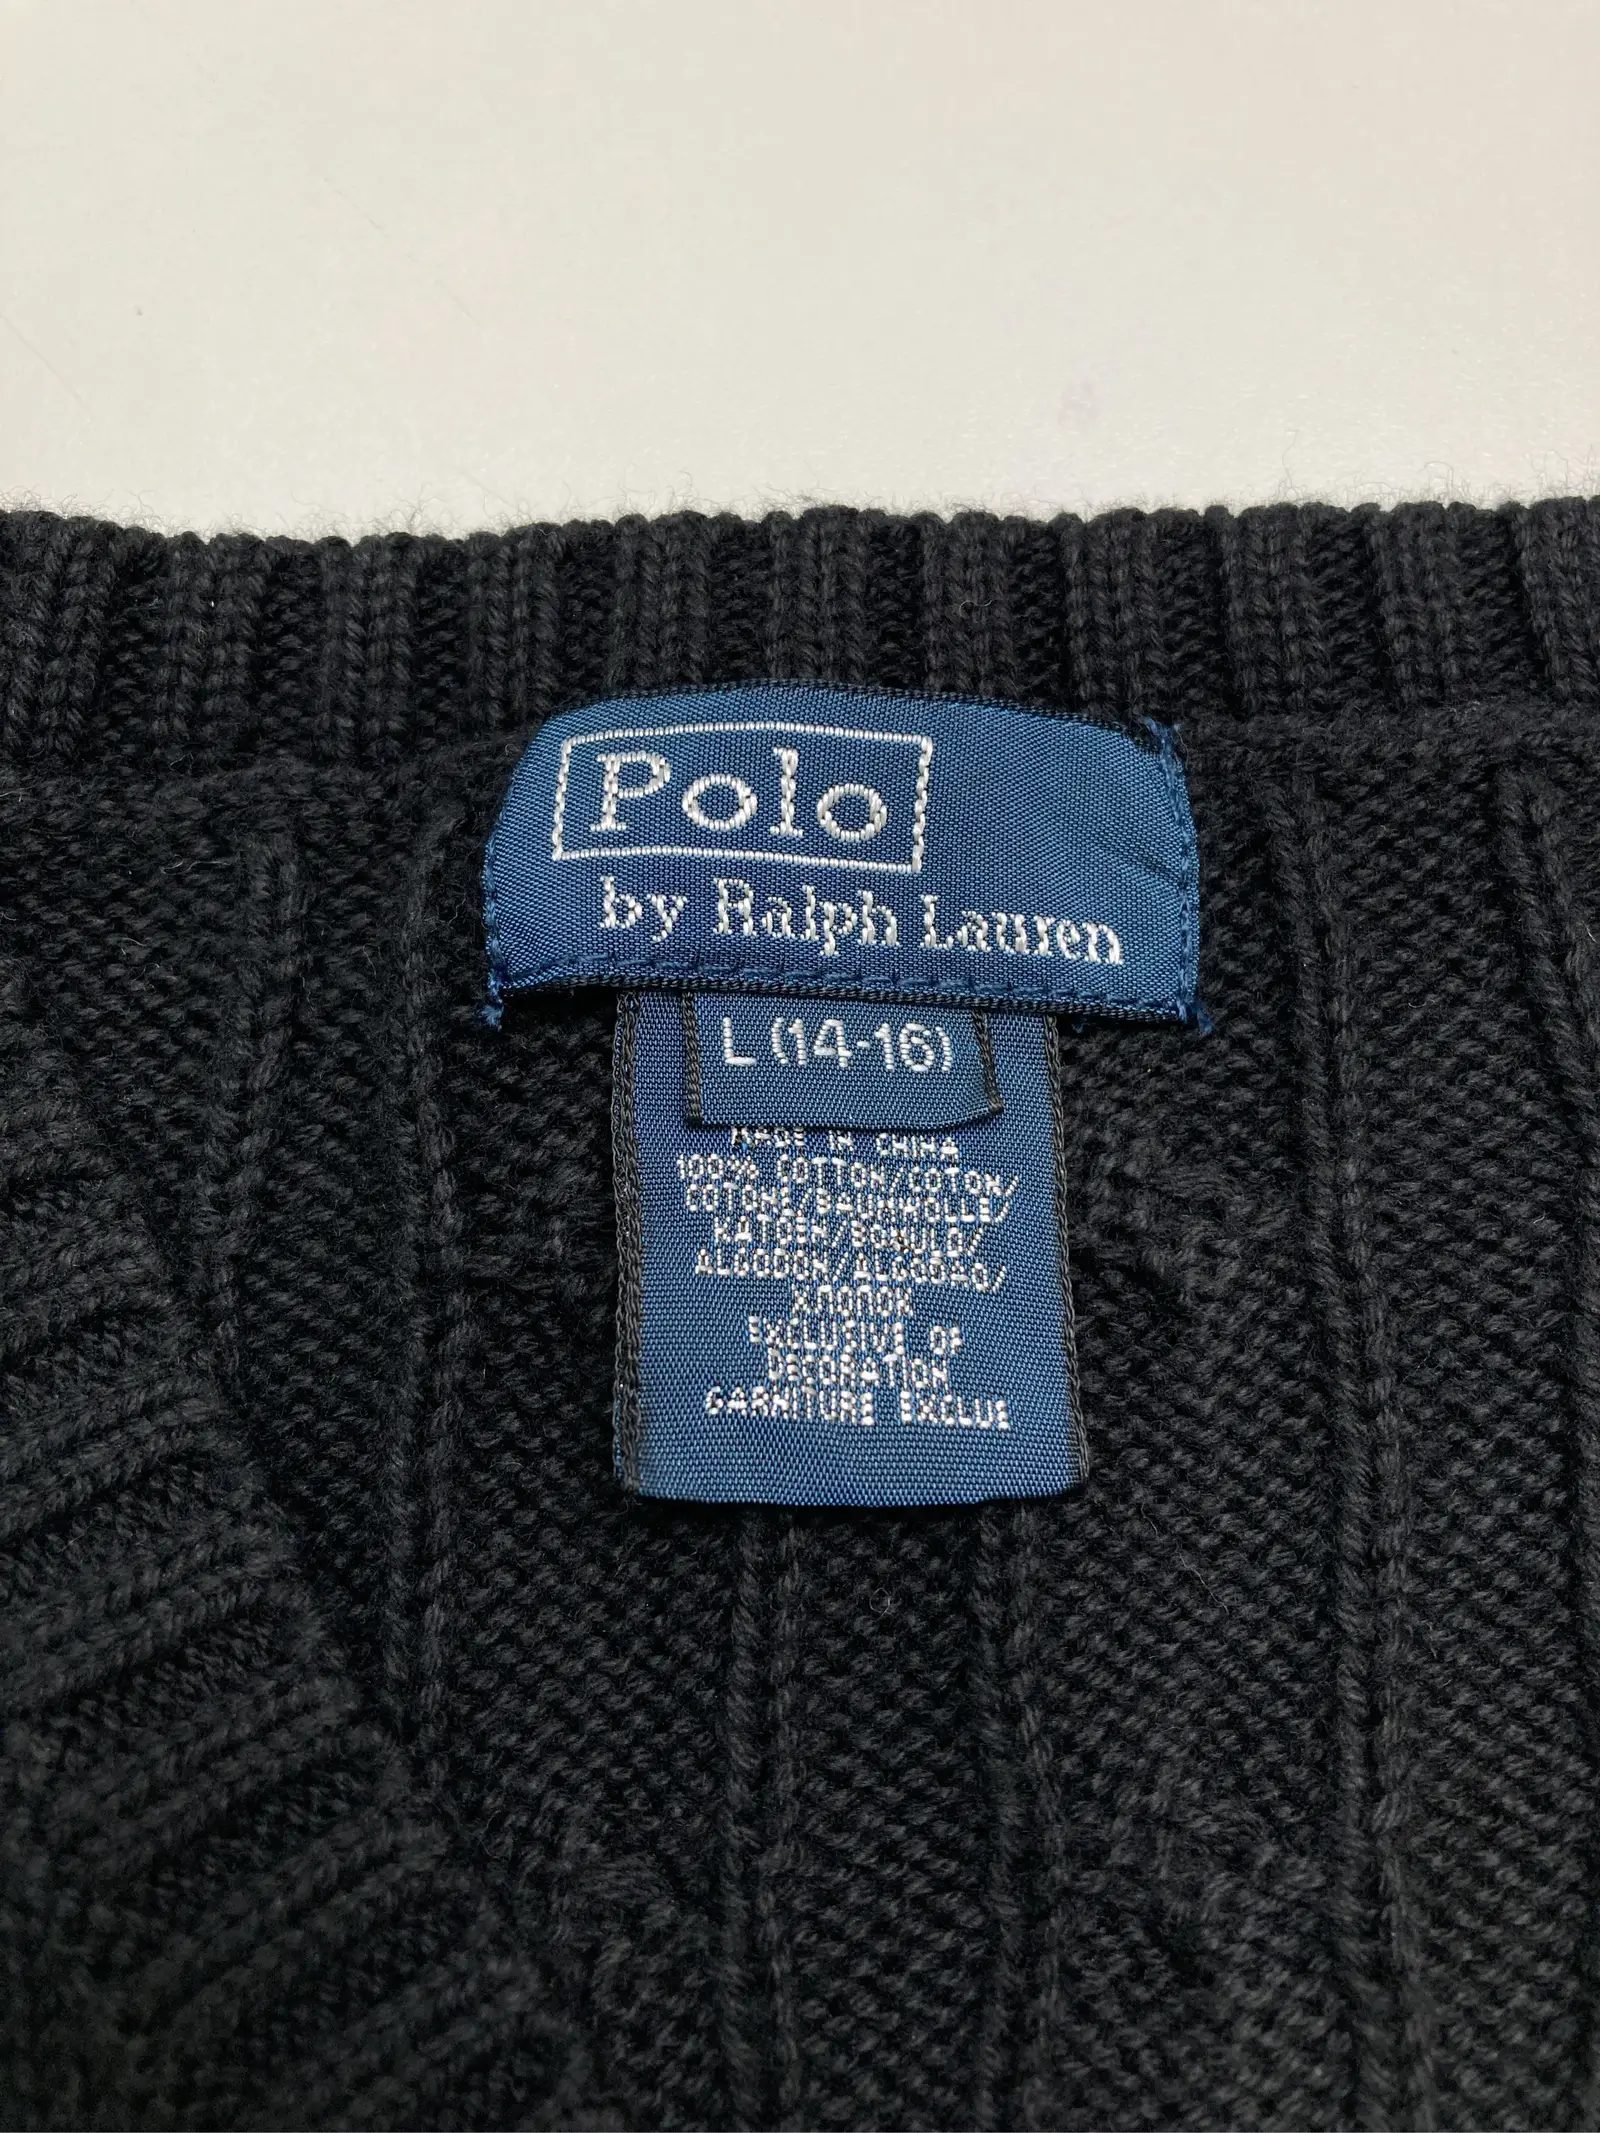 Polo
by Ralph Lauren
L (14-16)
MADE IN CHINA
100% COTTON/COTON/
COTONE/BAUMWOLLE/
KATOEN/BOMULD/
ALGODON/ALGODAO/
ΧΛΟΠΟΚ
EXCLUSIVE OF
DECORATION
GARNITURE EXCLUE